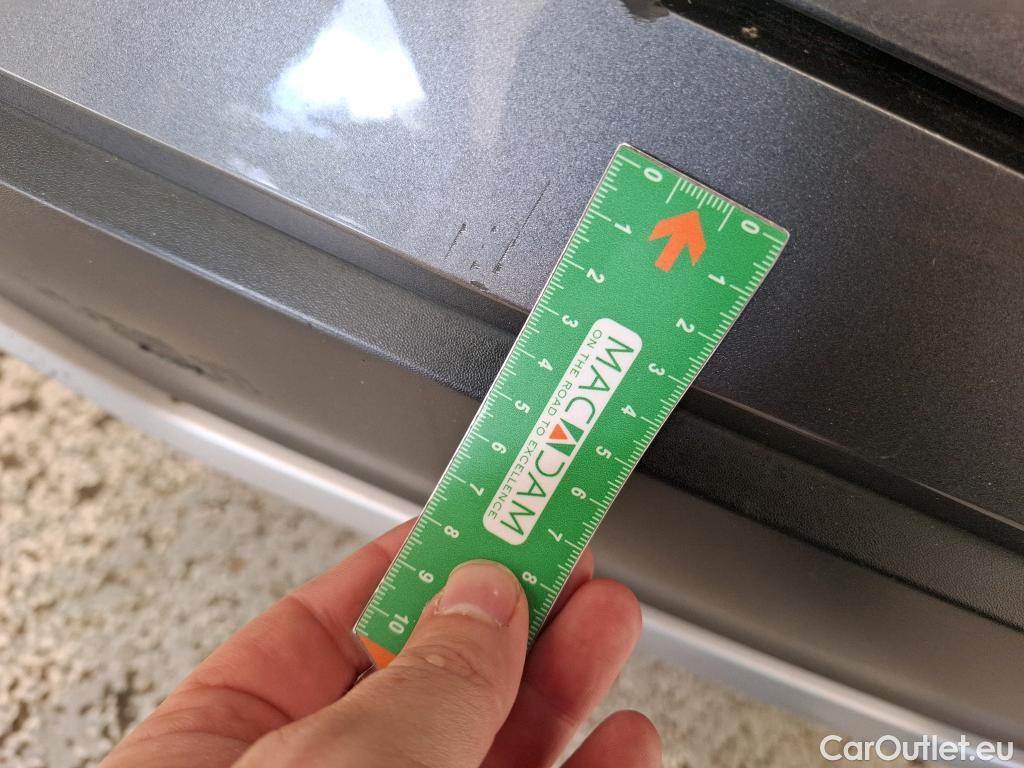 0 1 2 3 4 5 6 7 8 9 10
MACADAM
ON THE ROAD TO EXCELLENCE
0 1 2 3 4 5 6 7 8
CarOutlet.eu